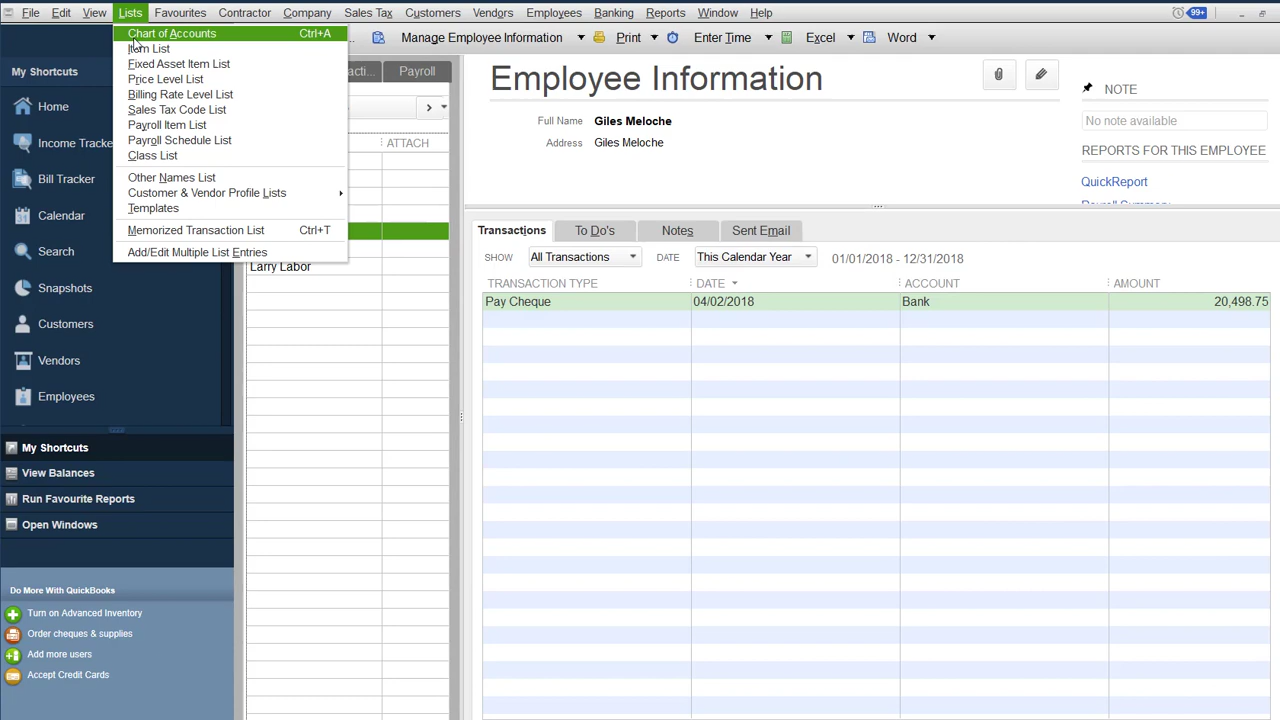 File Edit View Lists Favourites Contractor Company Sales Tax Customers Vendors Employees Banking Reports Window Help 99+
Manage Employee Information Print Enter Time Excel Word
Chart of Accounts Ctrl+A
Item List
Fixed Asset Item List
Price Level List
Billing Rate Level List
Sales Tax Code List
Payroll Item List
Payroll Schedule List
Class List
Other Names List
Customer & Vendor Profile Lists
Templates
Memorized Transaction List Ctrl+T
Add/Edit Multiple List Entries
My Shortcuts
Home
Income Tracke
Bill Tracker
Calendar
Search
Snapshots
Customers
Vendors
Employees
My Shortcuts
View Balances
Run Favourite Reports
Open Windows
Do More With QuickBooks
Turn on Advanced Inventory
Order cheques & supplies
Add more users
Accept Credit Cards
acti... Payroll
ATTACH
Larry Labor
Employee Information
Full Name Giles Meloche
Address Giles Meloche
NOTE
No note available
REPORTS FOR THIS EMPLOYEE
QuickReport
Payroll Summary
Transactions To Do's Notes Sent Email
SHOW All Transactions DATE This Calendar Year 01/01/2018 - 12/31/2018
TRANSACTION TYPE DATE ACCOUNT AMOUNT
Pay Cheque 04/02/2018 Bank 20,498.75